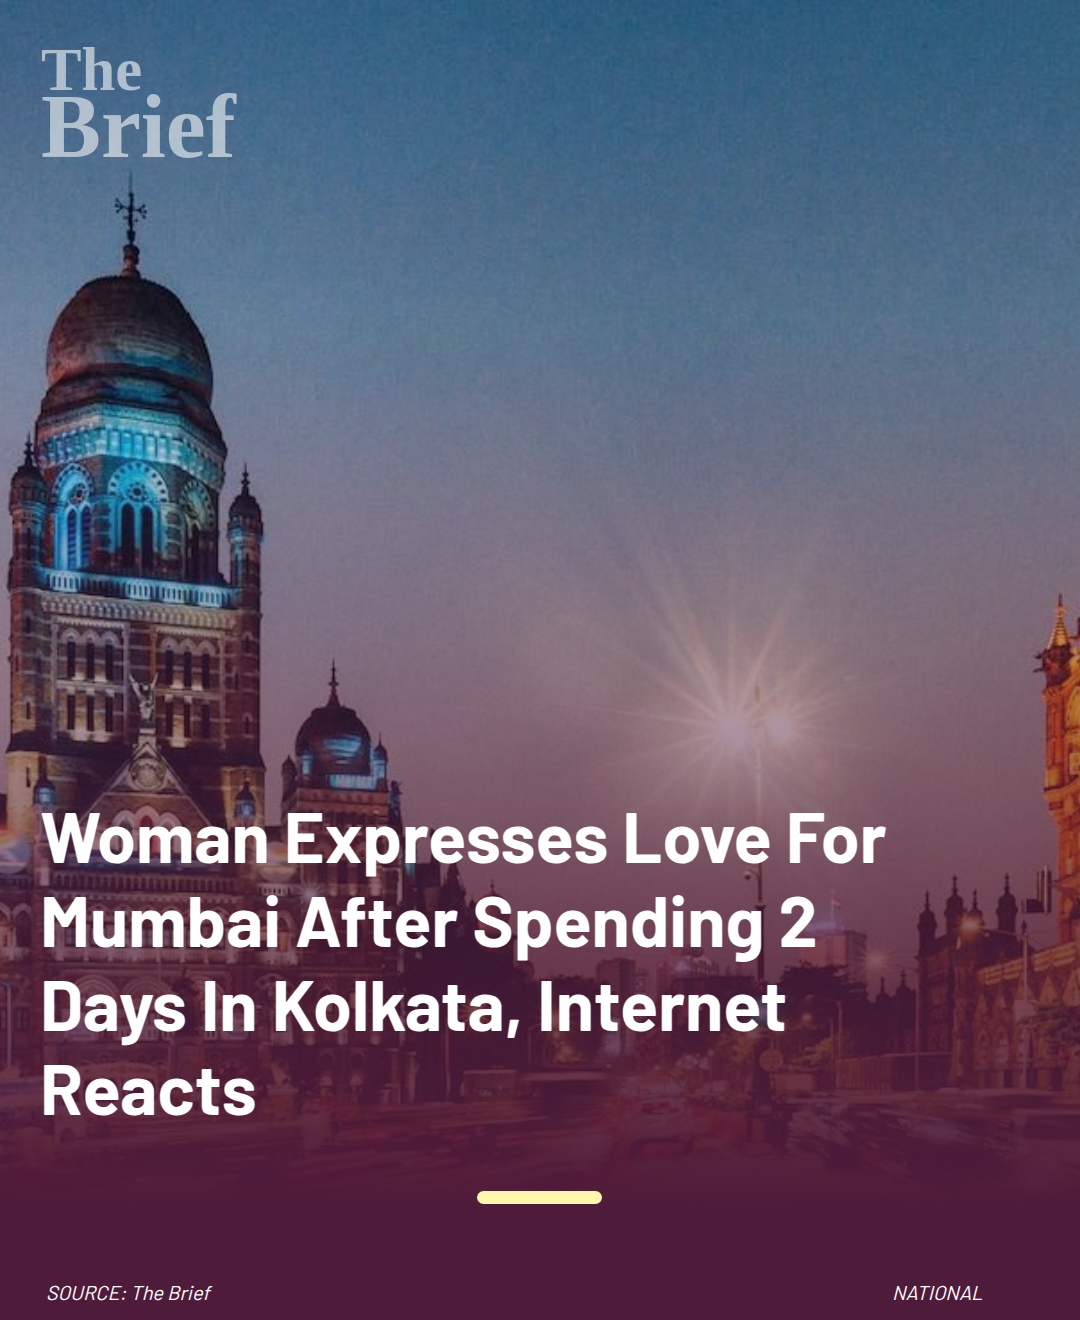 The
Brief
Woman Expresses Love For
Mumbai After Spending 2
Days In Kolkata, Internet
Reacts
SOURCE: The Brief
NATIONAL